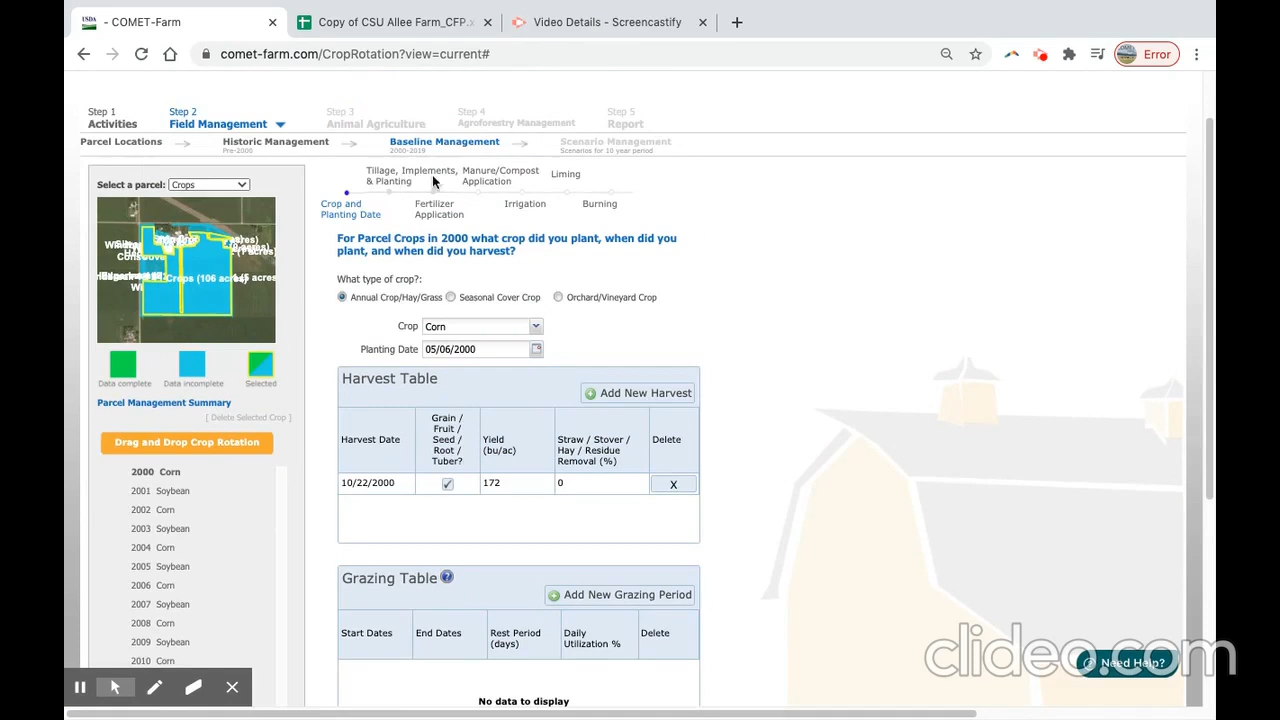 - COMET-Farm
Copy of CSU Allee Farm_CFP.x
Video Details - Screencastify
comet-farm.com/CropRotation?view=current#
Error
Step 1
Activities
Step 2
Field Management
Step 3
Animal Agriculture
Step 4
Agroforestry Management
Step 5
Report
Parcel Locations
Historic Management
Pre-2000
Baseline Management
2000-2019
Scenario Management
Scenarios for 10 year period
Select a parcel: Crops
Crops (106 acres)
Data complete
Data incomplete
Selected
Parcel Management Summary
[ Delete Selected Crop ]
Drag and Drop Crop Rotation
2000 Corn
2001 Soybean
2002 Corn
2003 Soybean
2004 Corn
2005 Soybean
2006 Corn
2007 Soybean
2008 Corn
2009 Soybean
2010 Corn
Tillage, Implements,
& Planting
Manure/Compost
Application
Liming
Crop and
Planting Date
Fertilizer
Application
Irrigation
Burning
For Parcel Crops in 2000 what crop did you plant, when did you
plant, and when did you harvest?
What type of crop?:
Annual Crop/Hay/Grass
Seasonal Cover Crop
Orchard/Vineyard Crop
Crop Corn
Planting Date 05/06/2000
Harvest Table
Add New Harvest
Harvest Date
Grain /
Fruit /
Seed /
Root /
Tuber?
Yield
(bu/ac)
Straw / Stover /
Hay / Residue
Removal (%)
Delete
10/22/2000
172
0
X
Grazing Table
Add New Grazing Period
Start Dates
End Dates
Rest Period
(days)
Daily
Utilization %
Delete
No data to display
Need Help?
clideo.com